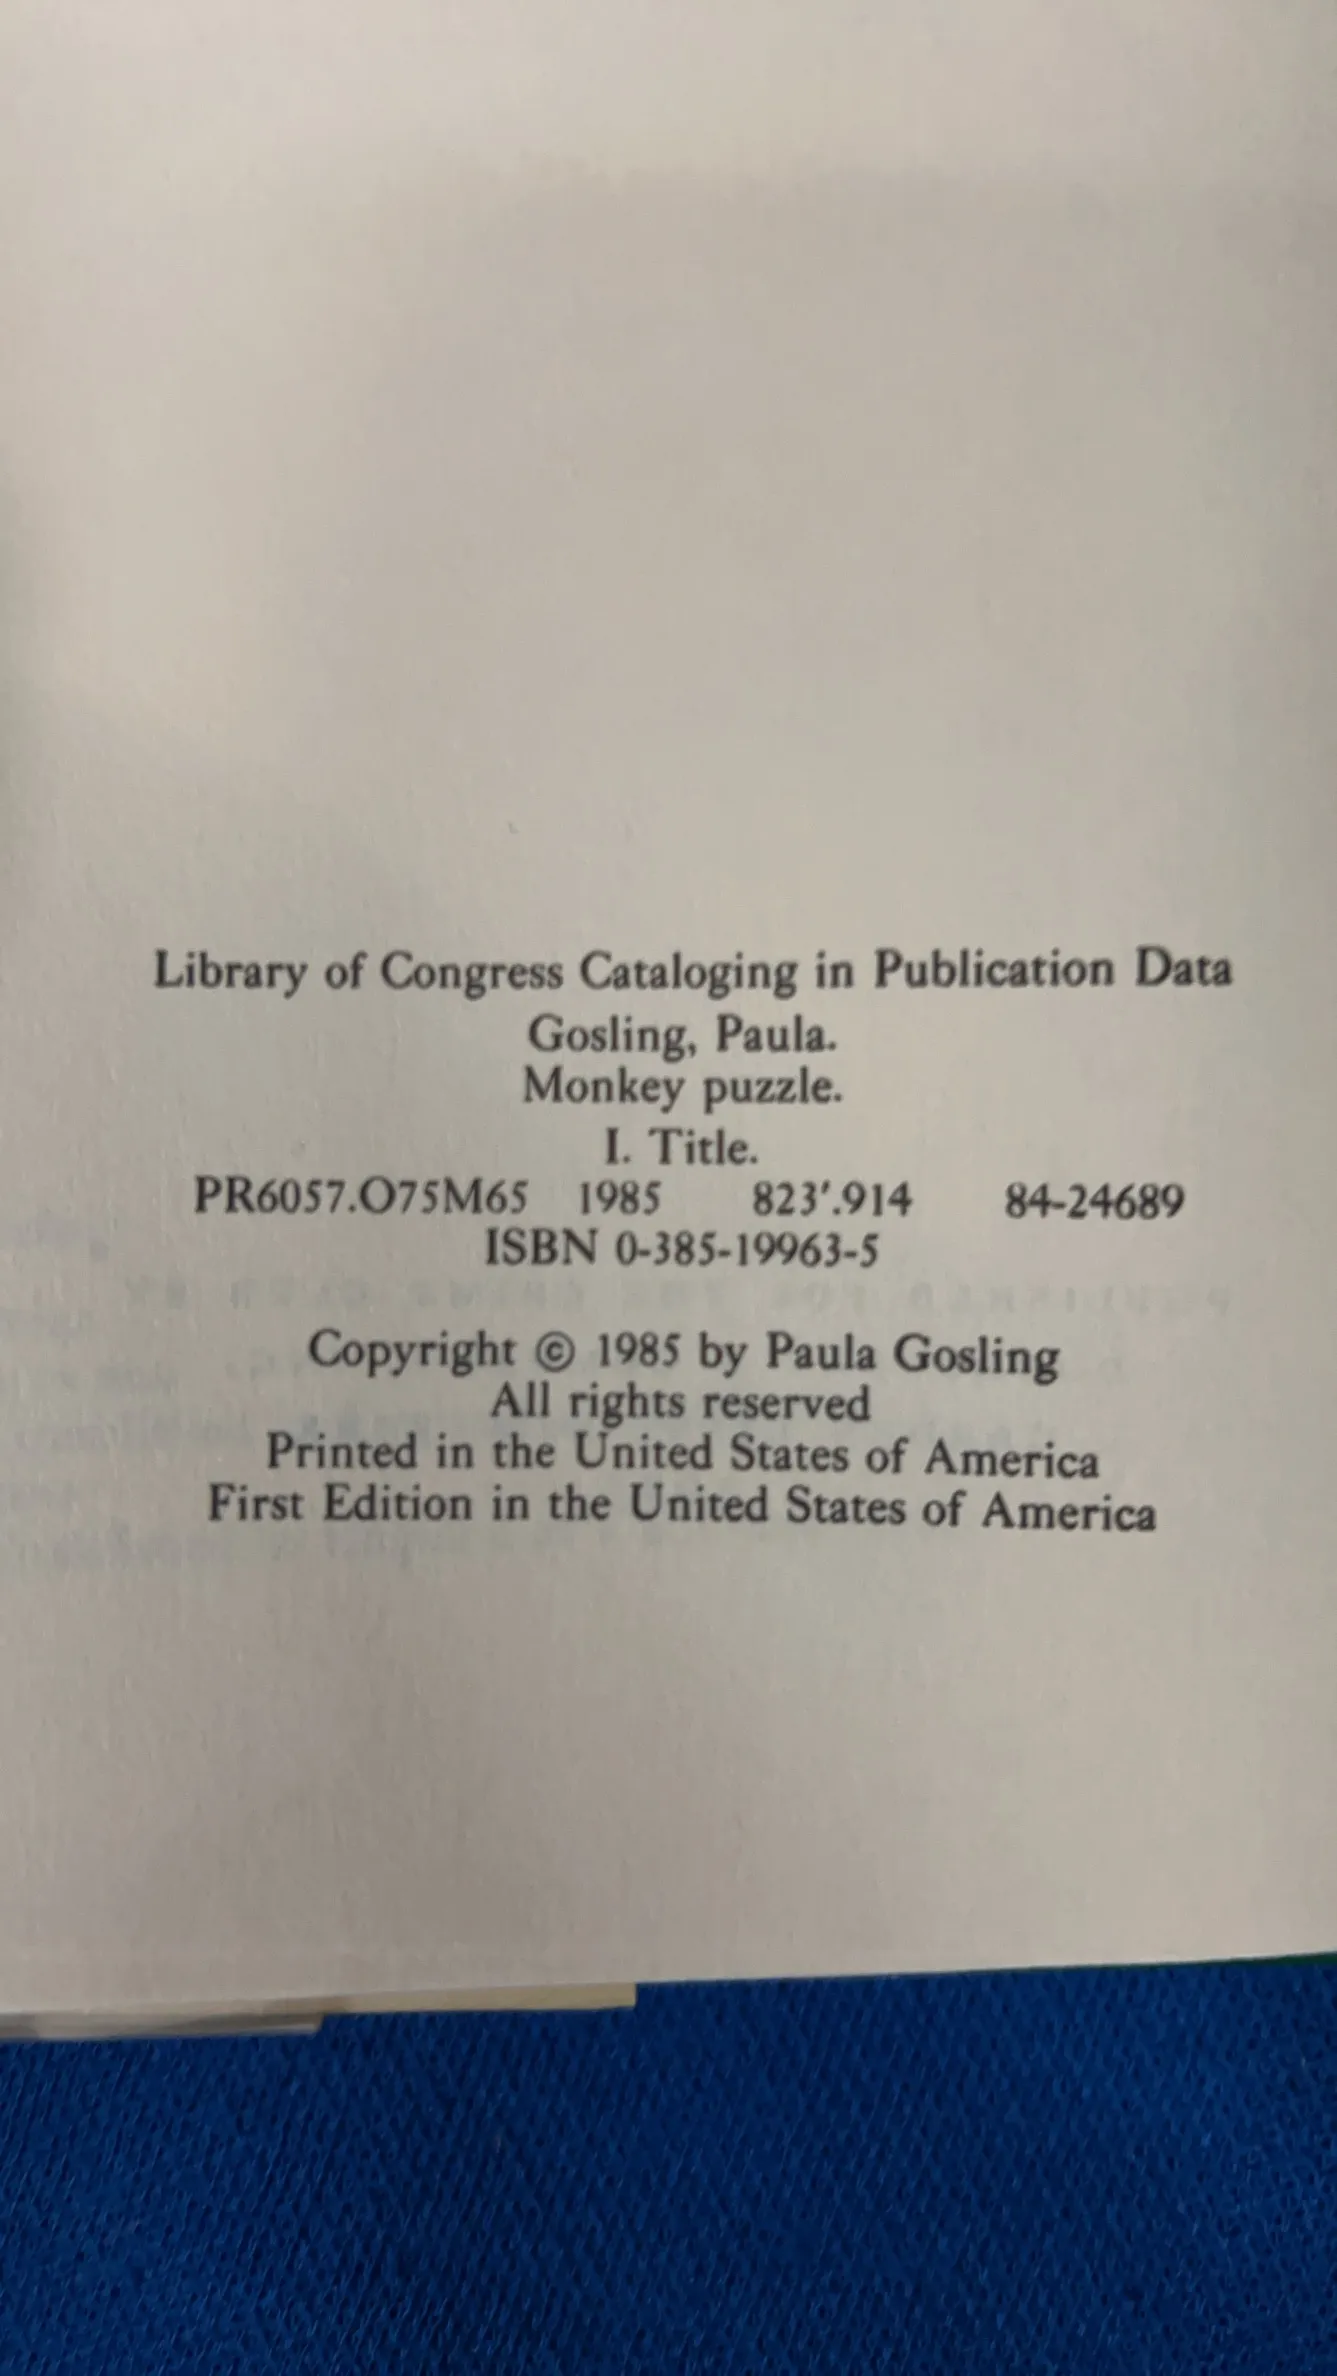 Library of Congress Cataloging in Publication Data
Gosling, Paula.
Monkey puzzle.
I. Title.
PR6057.O75M65 1985 823'.914 84-24689
ISBN 0-385-19963-5
Copyright © 1985 by Paula Gosling
All rights reserved
Printed in the United States of America
First Edition in the United States of America